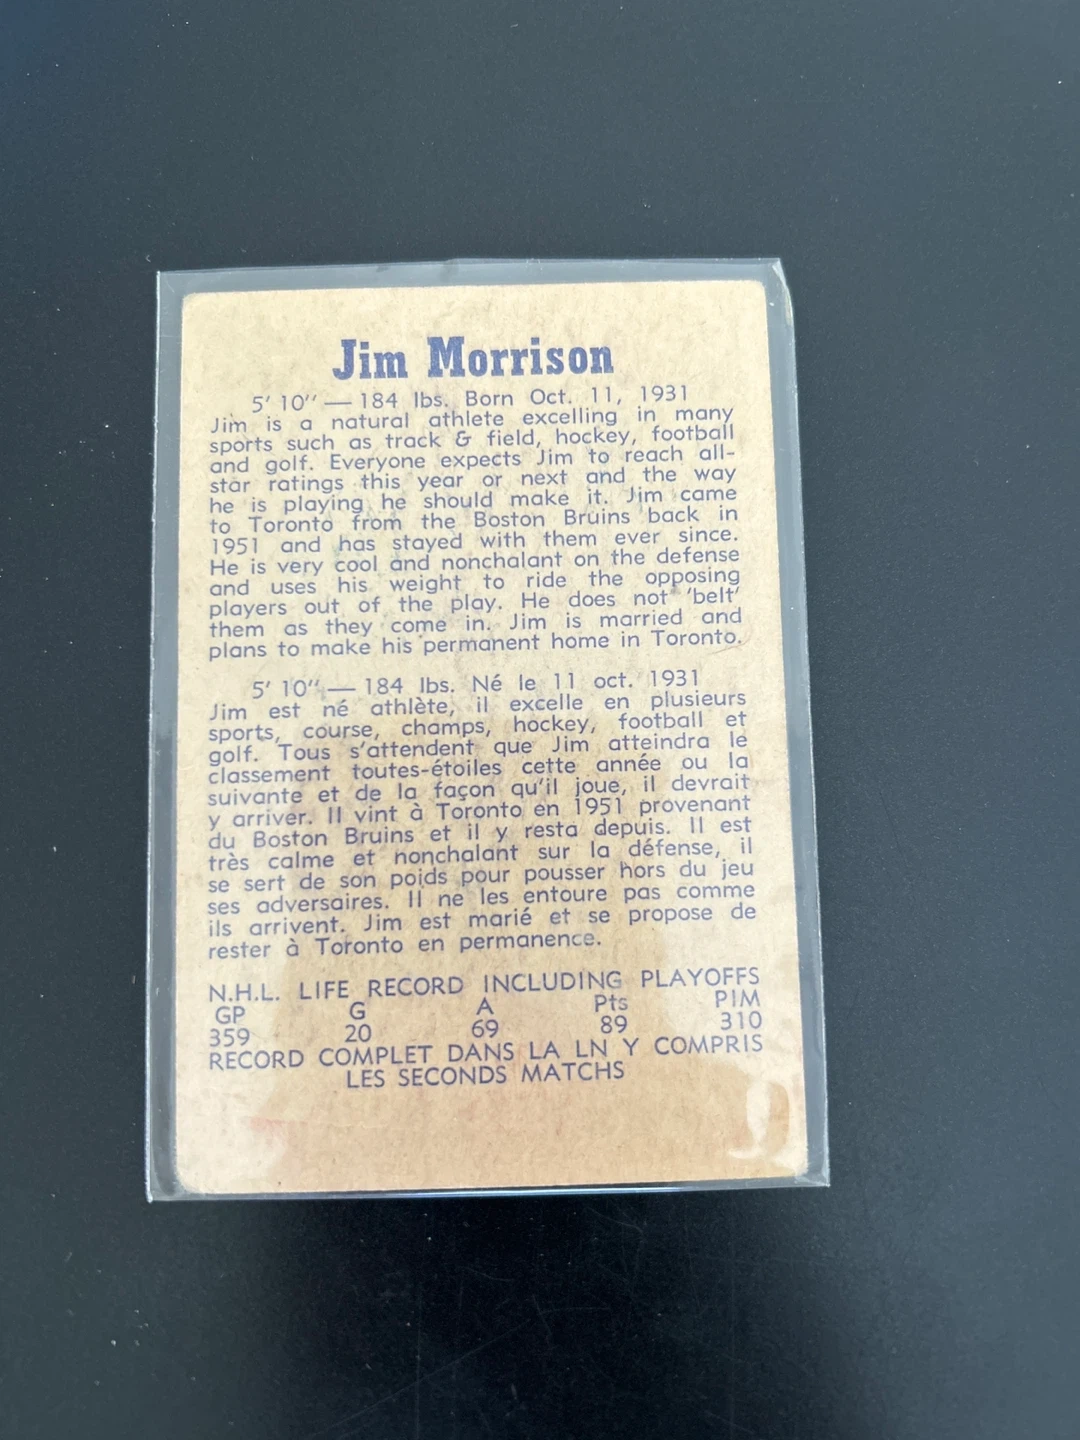 Jim Morrison
5' 10" — 184 lbs. Born Oct. 11, 1931
Jim is a natural athlete excelling in many
sports such as track & field, hockey, football
and golf. Everyone expects Jim to reach all-
star ratings this year or next and the way
he is playing he should make it. Jim came
to Toronto from the Boston Bruins back in
1951 and has stayed with them ever since.
He is very cool and nonchalant on the defense
and uses his weight to ride the opposing
players out of the play. He does not 'belt'
them as they come in. Jim is married and
plans to make his permanent home in Toronto.
5' 10" — 184 lbs. Né le 11 oct. 1931
Jim est né athlète, il excelle en plusieurs
sports, course, champs, hockey, football et
golf. Tous s'attendent que Jim atteindra le
classement toutes-étoiles cette année ou la
suivante et de la façon qu'il joue, il devrait
y arriver. Il vint à Toronto en 1951 provenant
du Boston Bruins et il y resta depuis. Il est
très calme et nonchalant sur la défense, il
se sert de son poids pour pousser hors du jeu
ses adversaires. Il ne les entoure pas comme
ils arrivent. Jim est marié et se propose de
rester à Toronto en permanence.
N.H.L. LIFE RECORD INCLUDING PLAYOFFS
GP G A Pts PIM
359 20 69 89 310
RECORD COMPLET DANS LA LN Y COMPRIS
LES SECONDS MATCHS